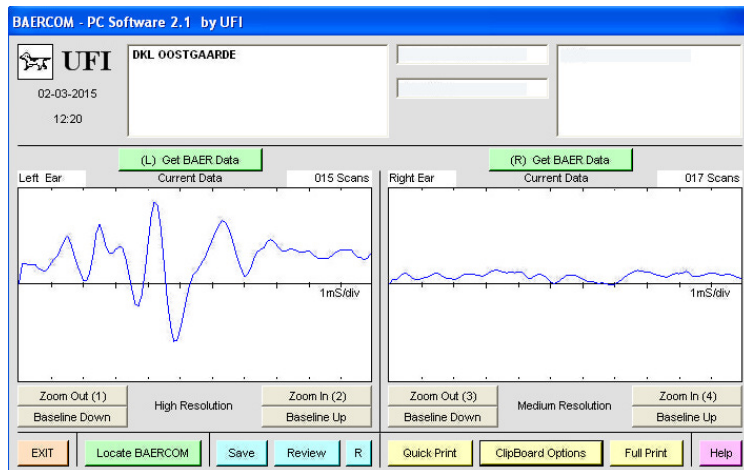 BAERCOM - PC Software 2.1 by UFI
UFI
DKL OOSTGAARDE
02-03-2015
12:20
(L) Get BAER Data
(R) Get BAER Data
Left Ear
Current Data
015 Scans
Right Ear
Current Data
017 Scans
1mS/div
1mS/div
Zoom Out (1)
High Resolution
Zoom In (2)
Baseline Down
Baseline Up
Zoom Out (3)
Medium Resolution
Zoom In (4)
Baseline Down
Baseline Up
EXIT
Locate BAERCOM
Save
Review
R
Quick Print
ClipBoard Options
Full Print
Help